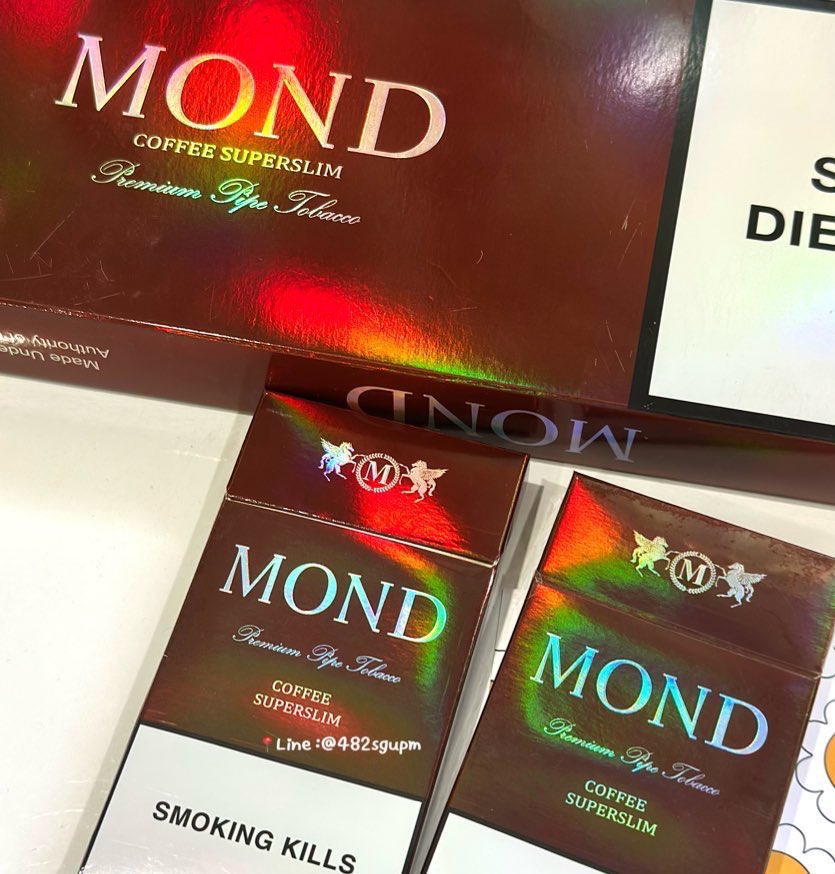 MOND
COFFEE SUPERSLIM
Premium Pipe Tobacco
S
DIE
Made Unde
Authority of
MOND
M
MOND
Premium Pipe Tobacco
COFFEE
SUPERSLIM
📍Line :@482sgupm
SMOKING KILLS
M
MOND
Premium Pipe Tobacco
COFFEE
SUPERSLIM